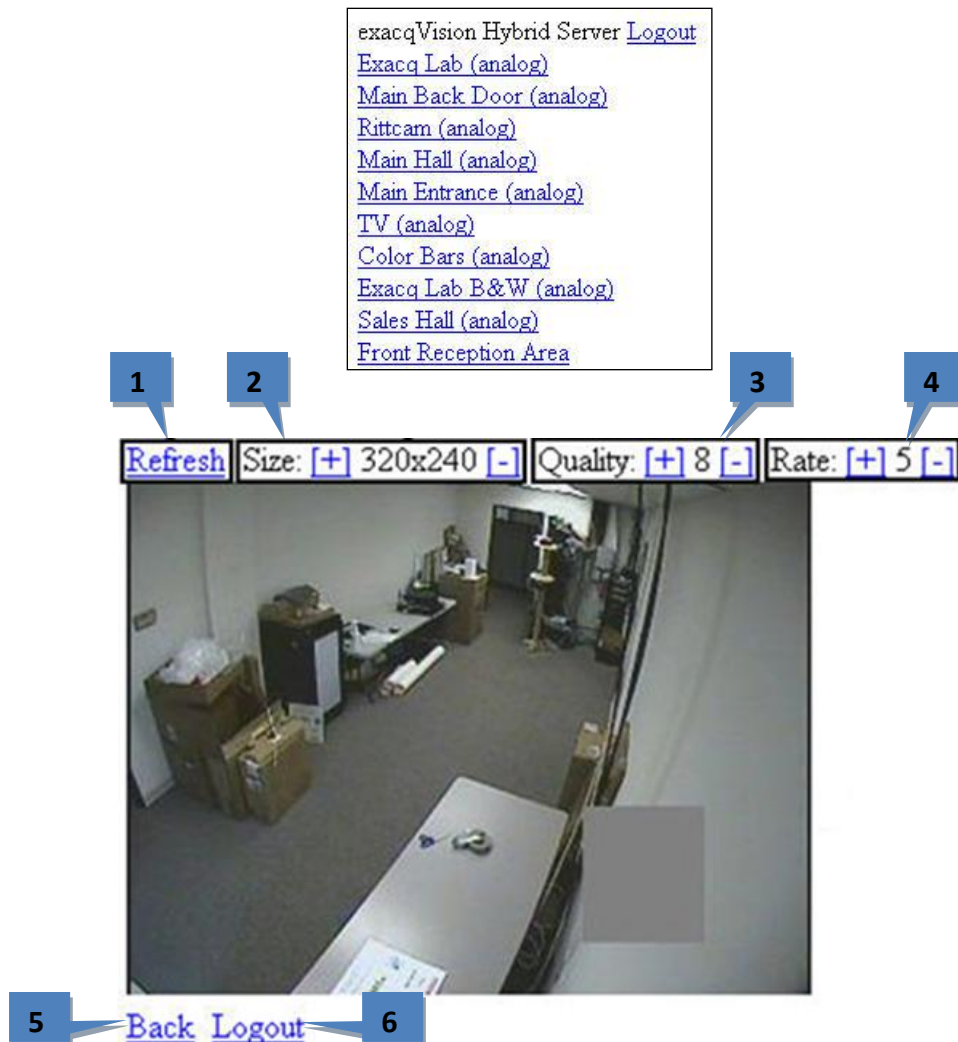 exacqVision Hybrid Server Logout
Exacq Lab (analog)
Main Back Door (analog)
Rittcam (analog)
Main Hall (analog)
Main Entrance (analog)
TV (analog)
Color Bars (analog)
Exacq Lab B&W (analog)
Sales Hall (analog)
Front Reception Area
1 2 3 4
Refresh Size: [+] 320x240 [-] Quality: [+] 8 [-] Rate: [+] 5 [-]
5 Back Logout 6